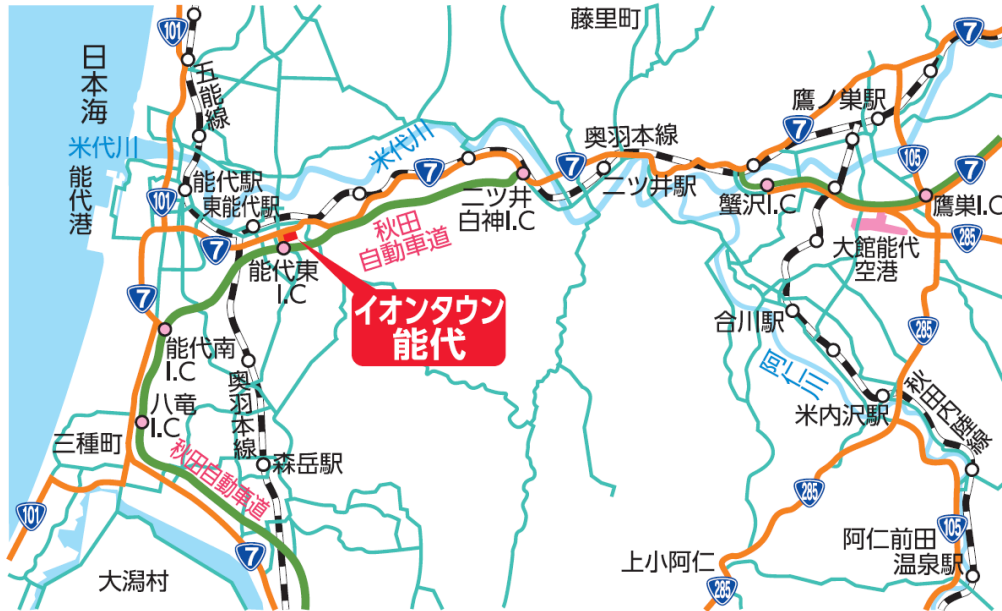 藤里町
101
7
日本海
五能線
鷹ノ巣駅
米代川
米代川
奥羽本線
能代港
能代駅
東能代駅
101
7
7
7
105
7
二ツ井
白神I.C
二ツ井駅
蟹沢I.C
鷹巣I.C
7
秋田
自動車道
285
能代東
I.C
大館能代
空港
7
イオンタウン
能代
合川駅
285
能代南
I.C
阿仁川
奥羽本線
八竜
I.C
米内沢駅
秋田内陸線
三種町
秋田自動車道
森岳駅
285
101
105
7
阿仁前田
温泉駅
上小阿仁
大潟村
285